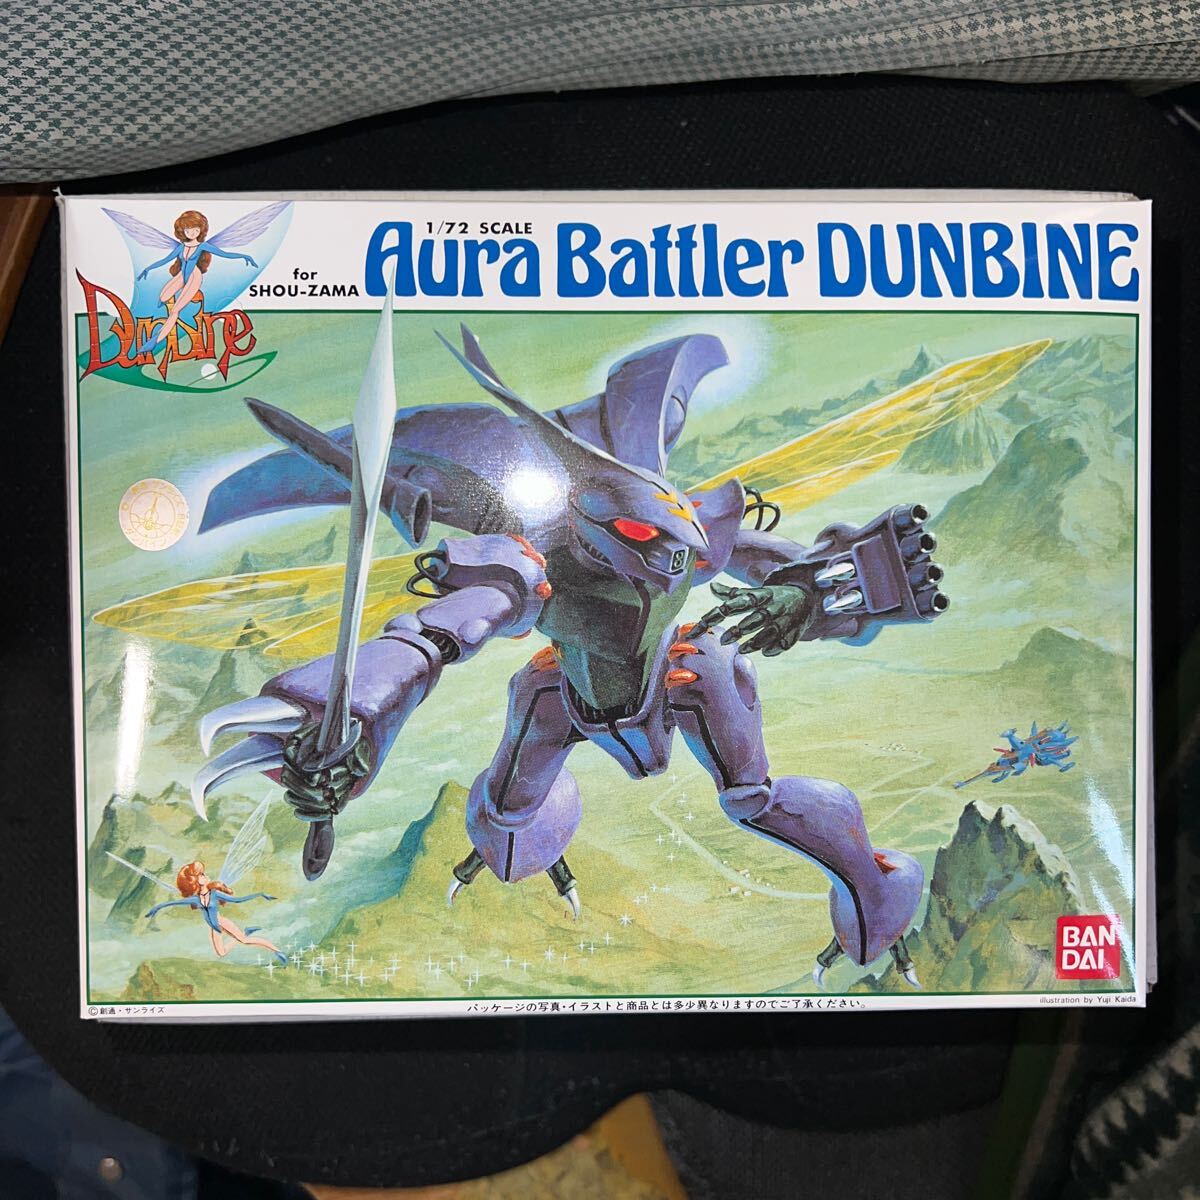 1/72 SCALE
for
SHOU-ZAMA
Aura Battler DUNBINE
Dunbine
BAN
DAI
illustration by Yuji Kaida
©創通・サンライズ
パッケージの写真・イラストと商品とは多少異なりますのでご了承ください。